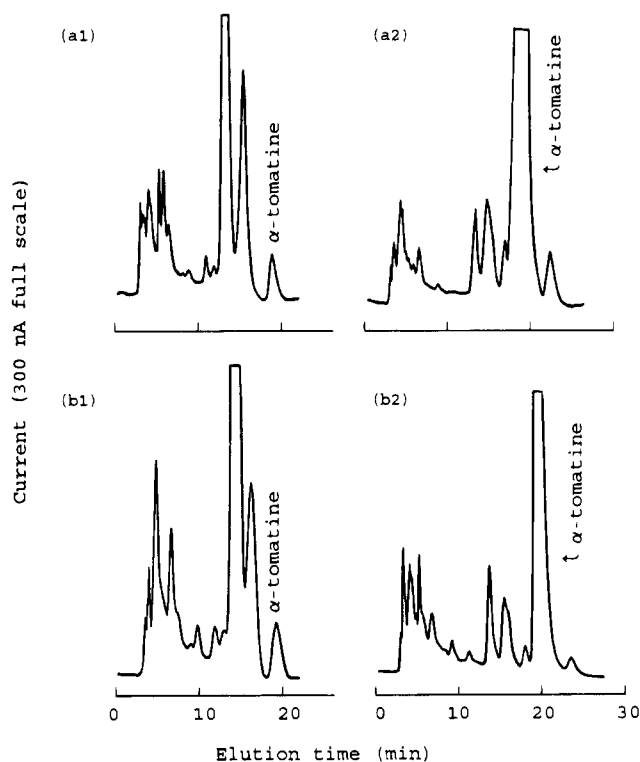 (a1)
(a2)
α-tomatine
↑ α-tomatine
Current (300 nA full scale)
(b1)
(b2)
α-tomatine
↑ α-tomatine
0 10 20 0 10 20 30
Elution time (min)